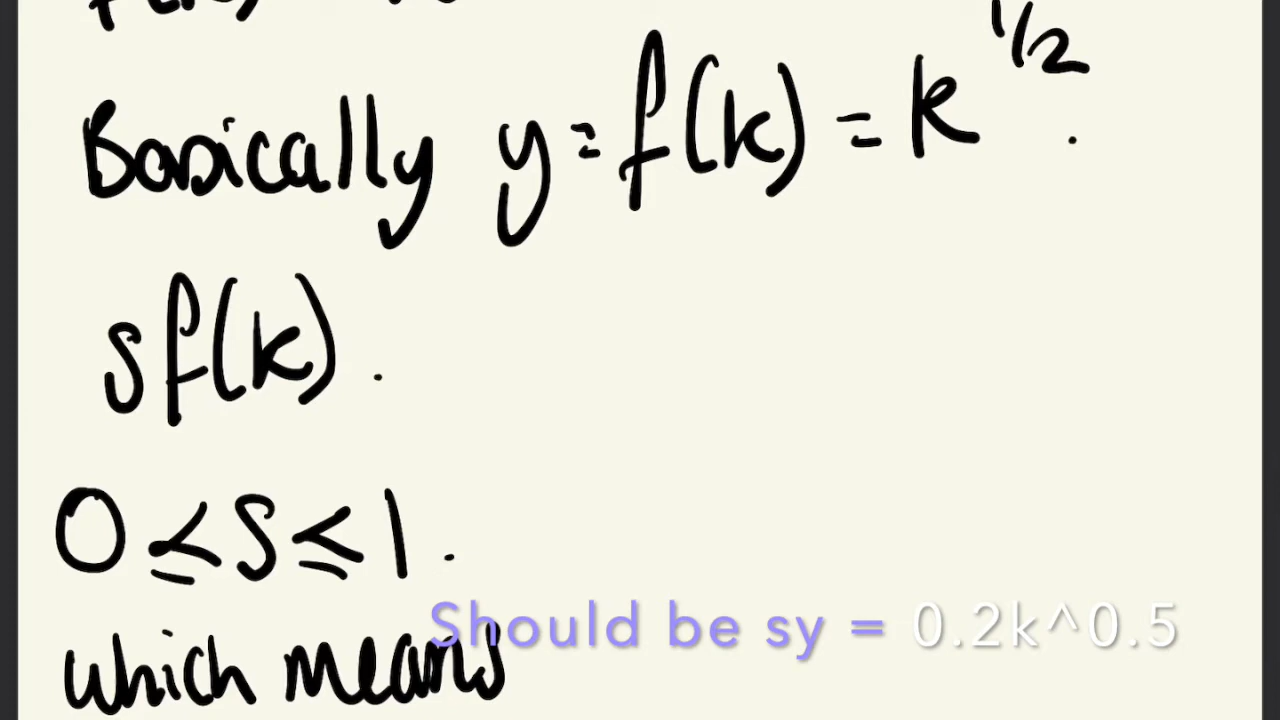 Basically y = f(k) = k^1/2 .
sf(k) .
0 ≤ s ≤ 1 .
Should be sy = 0.2k^0.5
which means